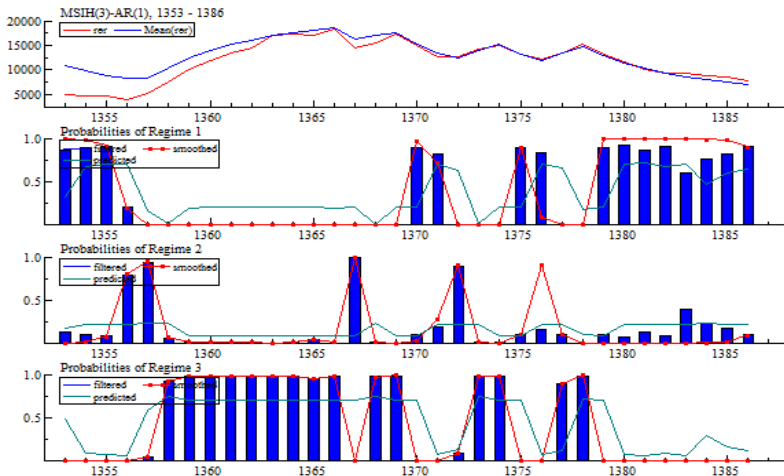 MSIH(3)-AR(1), 1353 - 1386
rer Mean(rer)
20000
15000
10000
5000
1355 1360 1365 1370 1375 1380 1385
Probabilities of Regime 1
filtered smoothed
predicted
1.0
0.5
1355 1360 1365 1370 1375 1380 1385
Probabilities of Regime 2
filtered smoothed
predicted
1.0
0.5
1355 1360 1365 1370 1375 1380 1385
Probabilities of Regime 3
filtered smoothed
predicted
1.0
0.5
1355 1360 1365 1370 1375 1380 1385